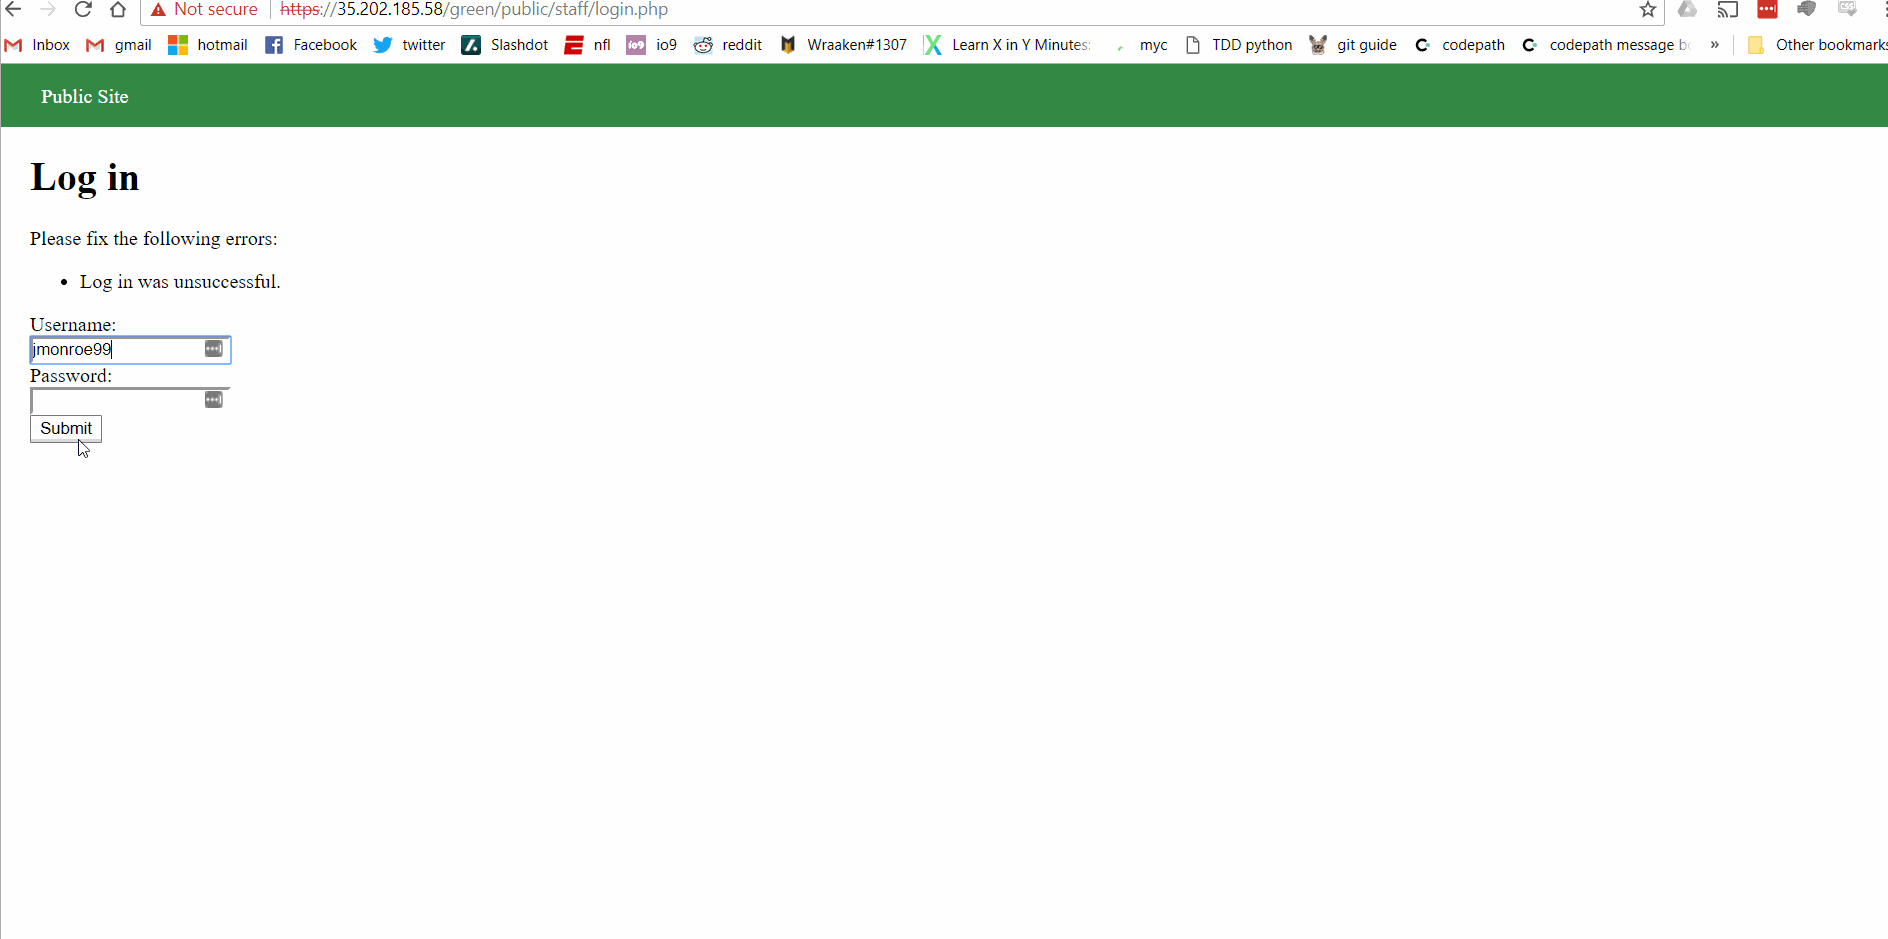 Not secure https://35.202.185.58/green/public/staff/login.php
Inbox gmail hotmail Facebook twitter Slashdot nfl io9 io9 reddit Wraaken#1307 Learn X in Y Minutes: myc TDD python git guide codepath codepath message bo » Other bookmarks
Public Site
Log in
Please fix the following errors:
• Log in was unsuccessful.
Username:
jmonroe99
Password:
Submit